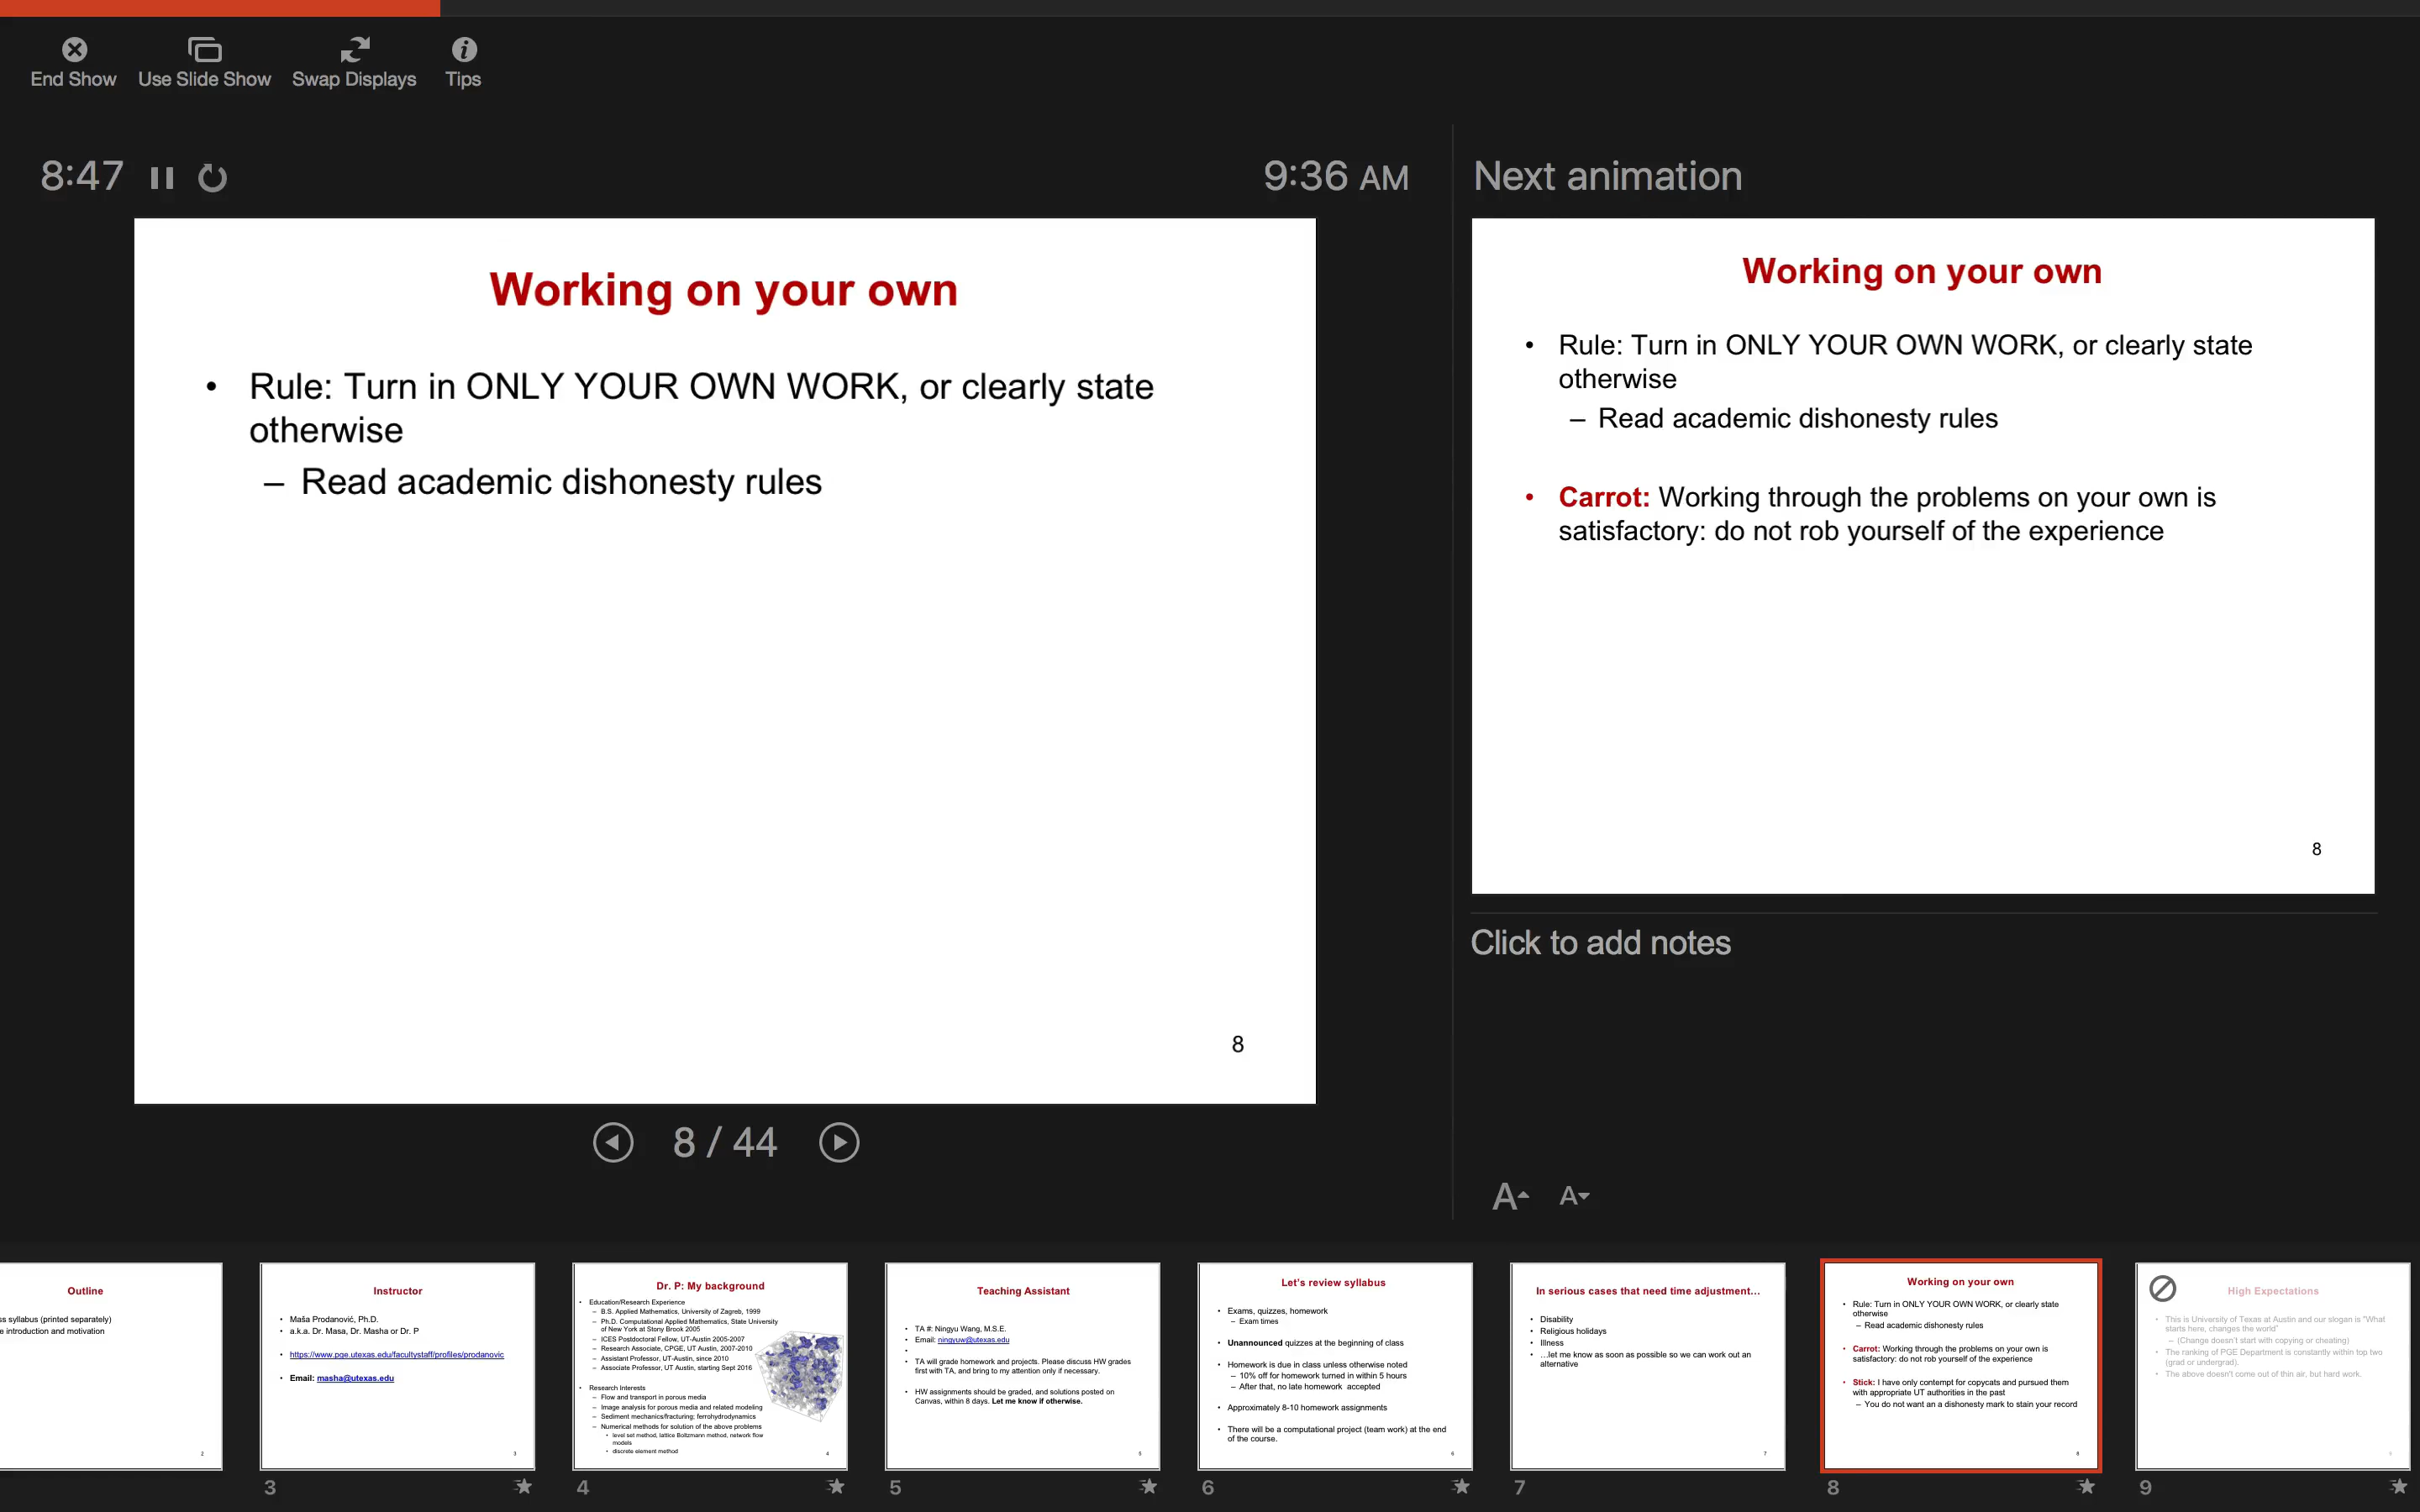 End Show
Use Slide Show
Swap Displays
Tips
8:47
9:36 AM
Next animation
Working on your own
• Rule: Turn in ONLY YOUR OWN WORK, or clearly state
otherwise
– Read academic dishonesty rules
8
8 / 44
Working on your own
• Rule: Turn in ONLY YOUR OWN WORK, or clearly state
otherwise
– Read academic dishonesty rules
• Carrot: Working through the problems on your own is
satisfactory: do not rob yourself of the experience
8
Click to add notes
A A
Outline
syllabus (printed separately)
introduction and motivation
2
Instructor
• Maša Prodanović, Ph.D.
• a.k.a. Dr. Masa, Dr. Masha or Dr. P
• https://www.pge.utexas.edu/facultystaff/profiles/prodanovic
• Email: masha@utexas.edu
3
3
Dr. P: My background
• Education/Research Experience
– B.S. Applied Mathematics, University of Zagreb, 1999
– Ph.D. Computational Applied Mathematics, State University
of New York at Stony Brook 2005
– ICES Postdoctoral Fellow, UT-Austin 2005-2007
– Research Associate, CPGE, UT Austin, 2007-2010
– Assistant Professor, UT-Austin, since 2010
– Associate Professor, UT Austin, starting Sept 2016
• Research Interests
– Flow and transport in porous media
– Image analysis for porous media and related modeling
– Sediment mechanics/fracturing; ferrohydrodynamics
– Numerical methods for solution of the above problems
• level set method, lattice Boltzmann method, network flow
models
• discrete element method
4
4
Teaching Assistant
• TA #: Ningyu Wang, M.S.E.
• Email: ningyuw@utexas.edu
•
• TA will grade homework and projects. Please discuss HW grades
first with TA, and bring to my attention only if necessary.
• HW assignments should be graded, and solutions posted on
Canvas, within 8 days. Let me know if otherwise.
5
5
Let's review syllabus
• Exams, quizzes, homework
– Exam times
• Unannounced quizzes at the beginning of class
• Homework is due in class unless otherwise noted
– 10% off for homework turned in within 5 hours
– After that, no late homework accepted
• Approximately 8-10 homework assignments
• There will be a computational project (team work) at the end
of the course.
6
6
In serious cases that need time adjustment…
• Disability
• Religious holidays
• Illness
• …let me know as soon as possible so we can work out an
alternative
7
7
Working on your own
• Rule: Turn in ONLY YOUR OWN WORK, or clearly state
otherwise
– Read academic dishonesty rules
• Carrot: Working through the problems on your own is
satisfactory: do not rob yourself of the experience
• Stick: I have only contempt for copycats and pursued them
with appropriate UT authorities in the past
– You do not want an a dishonesty mark to stain your record
8
8
High Expectations
• This is University of Texas at Austin and our slogan is "What
starts here, changes the world"
– (Change doesn't start with copying or cheating)
• The ranking of PGE Department is constantly within top two
(grad or undergrad).
• The above doesn't come out of thin air, but hard work.
9